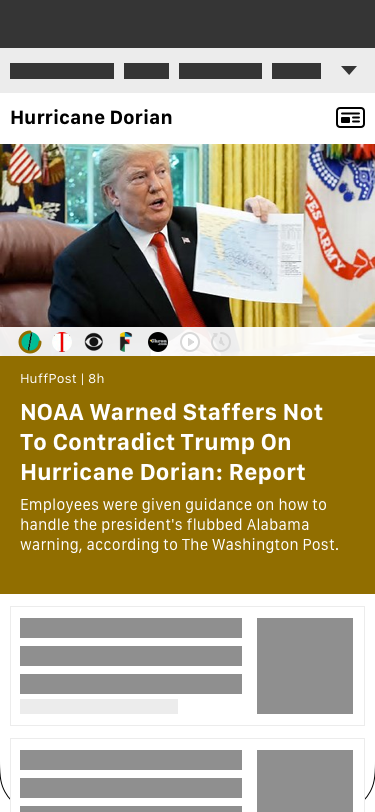 Hurricane Dorian
HuffPost | 8h
NOAA Warned Staffers Not
To Contradict Trump On
Hurricane Dorian: Report
Employees were given guidance on how to
handle the president's flubbed Alabama
warning, according to The Washington Post.